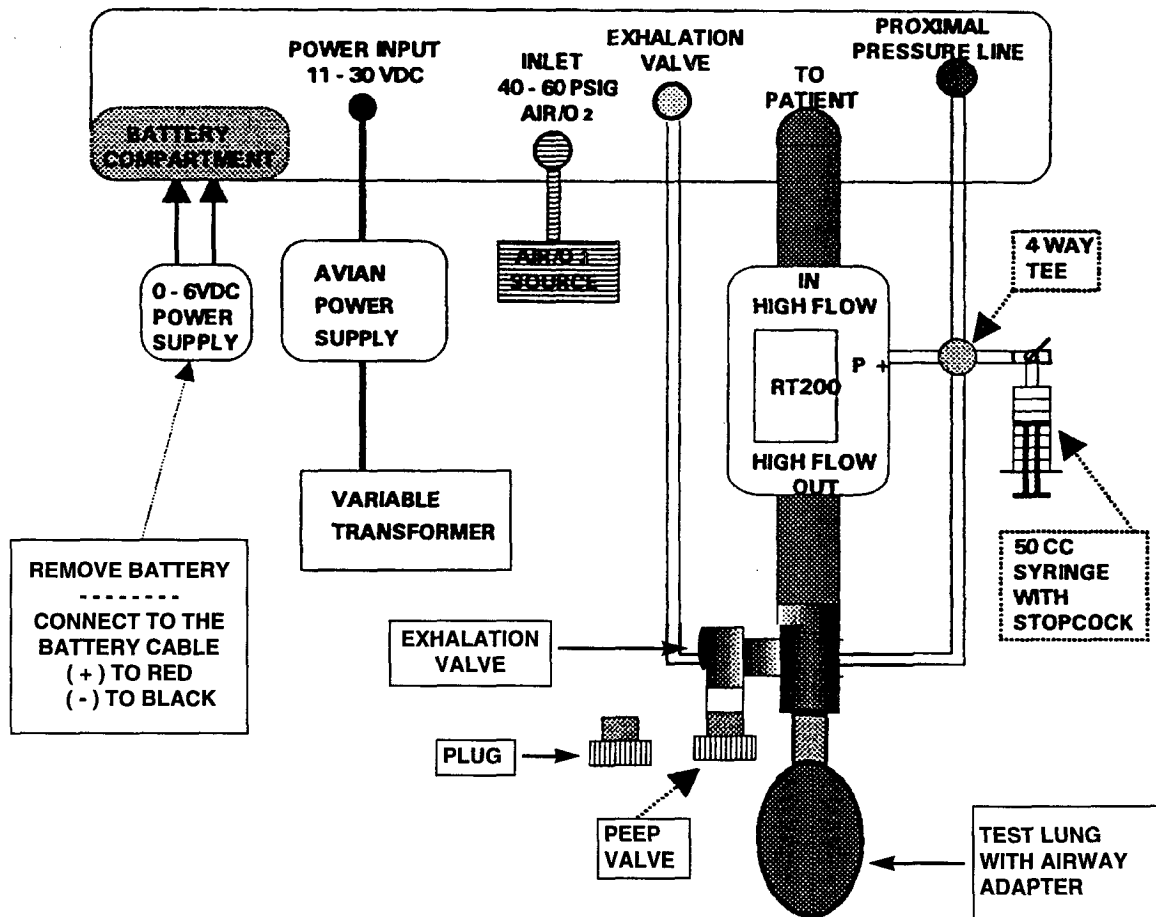 POWER INPUT
11 - 30 VDC
INLET
40 - 60 PSIG
AIR/O 2
EXHALATION
VALVE
TO
PATIENT
PROXIMAL
PRESSURE LINE
BATTERY
COMPARTMENT
0 - 6VDC
POWER
SUPPLY
AVIAN
POWER
SUPPLY
AIR/O 2
SOURCE
IN
HIGH FLOW
P +
RT200
HIGH FLOW
OUT
4 WAY
TEE
VARIABLE
TRANSFORMER
50 CC
SYRINGE
WITH
STOPCOCK
REMOVE BATTERY
- - - - - - - -
CONNECT TO THE
BATTERY CABLE
( + ) TO RED
( - ) TO BLACK
EXHALATION
VALVE
PLUG
PEEP
VALVE
TEST LUNG
WITH AIRWAY
ADAPTER